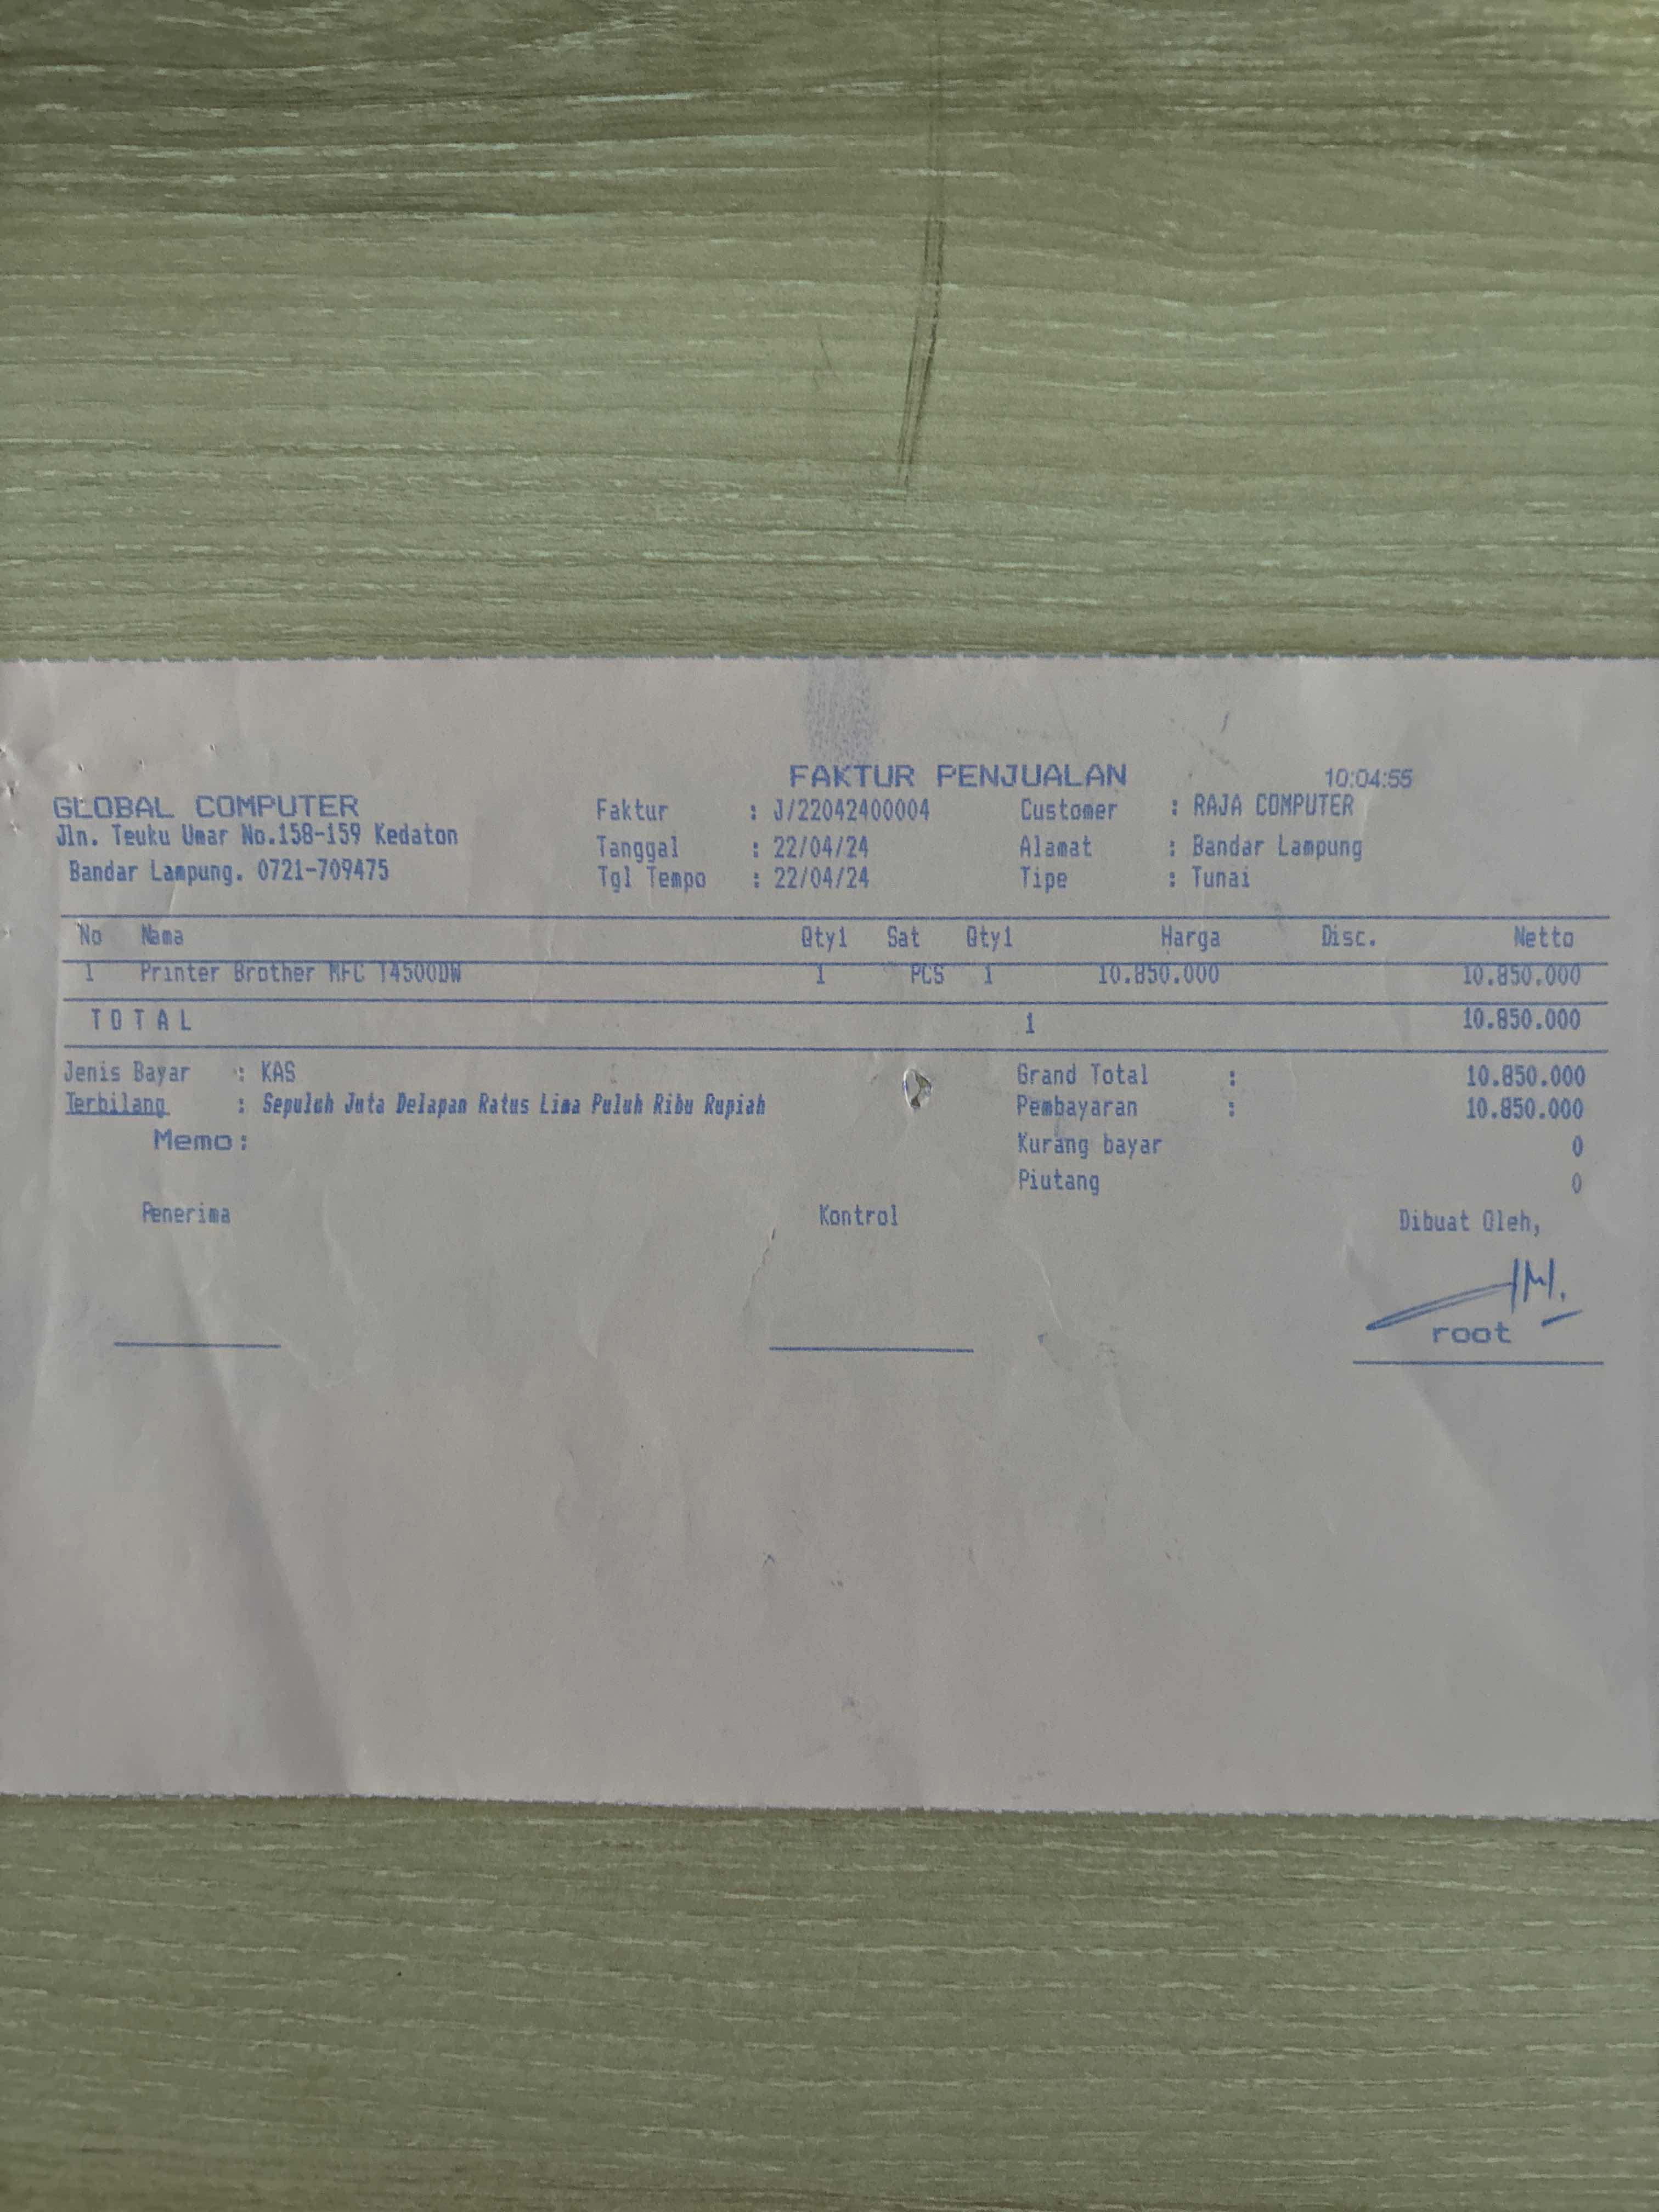 FAKTUR PENJUALAN 10:04:55
GLOBAL COMPUTER Faktur : J/22042400004 Customer : RAJA COMPUTER
Jln. Teuku Umar No.158-159 Kedaton Tanggal : 22/04/24 Alamat : Bandar Lampung
Bandar Lampung. 0721-709475 Tgl Tempo : 22/04/24 Tipe : Tunai
No Nama Qty1 Sat Qty1 Harga Disc. Netto
1 Printer Brother MFC T4500DW 1 PCS 1 10.850.000 10.850.000
TOTAL 1 10.850.000
Jenis Bayar : KAS Grand Total : 10.850.000
Terbilang : Sepuluh Juta Delapan Ratus Lima Puluh Ribu Rupiah Pembayaran : 10.850.000
Memo: Kurang bayar 0
Piutang 0
Penerima Kontrol Dibuat Oleh,
root